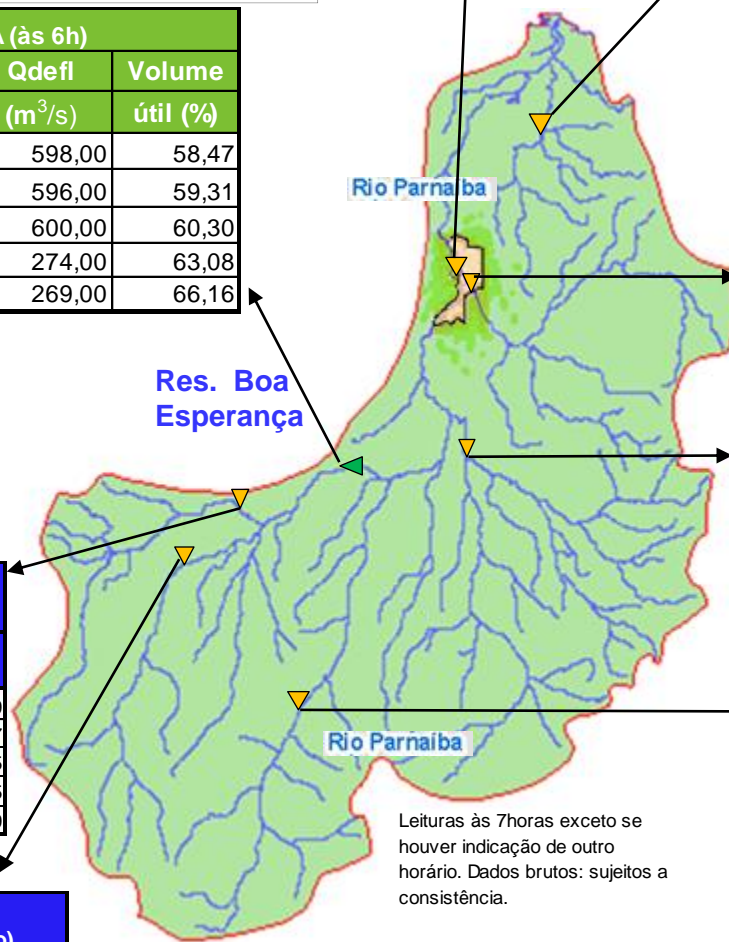 (às 6h)
Qdefl Volume
(m³/s) útil (%)
598,00 58,47
596,00 59,31
600,00 60,30
274,00 63,08
269,00 66,16
Rio Parnaíba
Res. Boa
Esperança
Rio Parnaíba
Leituras às 7horas exceto se
houver indicação de outro
horário. Dados brutos: sujeitos a
consistência.